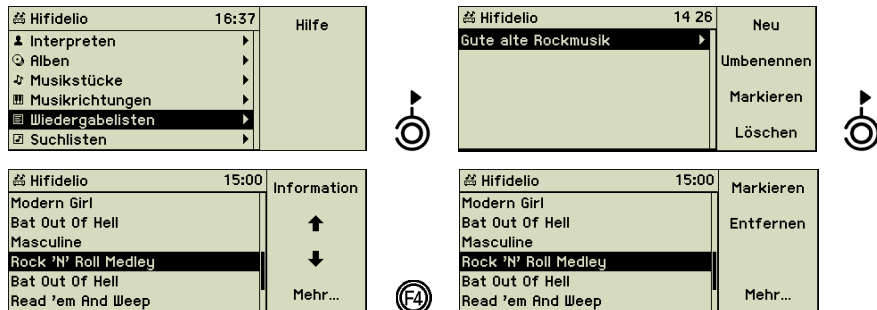 Hifidelio 16:37
Hilfe
Interpreten
Alben
Musikstücke
Musikrichtungen
Wiedergabelisten
Suchlisten
Hifidelio 14 26
Neu
Gute alte Rockmusik
Umbenennen
Markieren
Löschen
Hifidelio 15:00
Information
Modern Girl
Bat Out Of Hell
Masculine
Rock 'N' Roll Medley
Bat Out Of Hell
Read 'em And Weep
Mehr...
F4
Hifidelio 15:00
Markieren
Modern Girl
Bat Out Of Hell
Entfernen
Masculine
Rock 'N' Roll Medley
Bat Out Of Hell
Read 'em And Weep
Mehr...